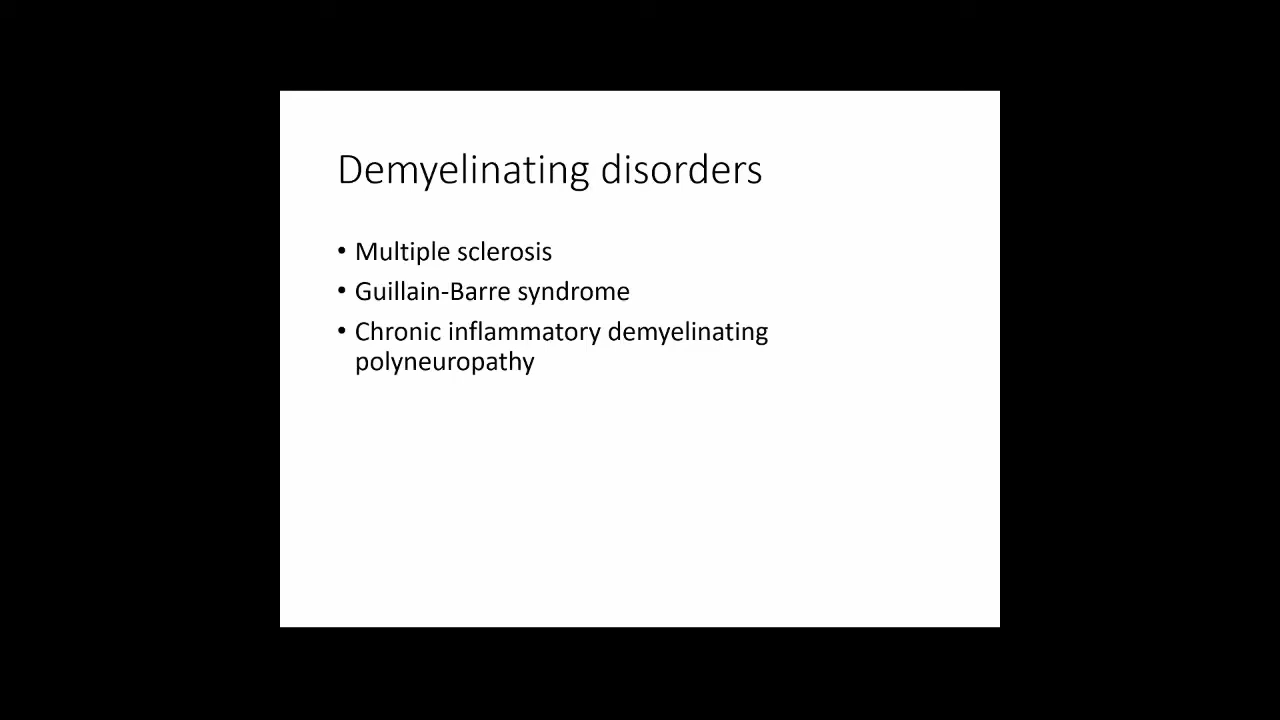 Demyelinating disorders
• Multiple sclerosis
• Guillain-Barre syndrome
• Chronic inflammatory demyelinating
polyneuropathy